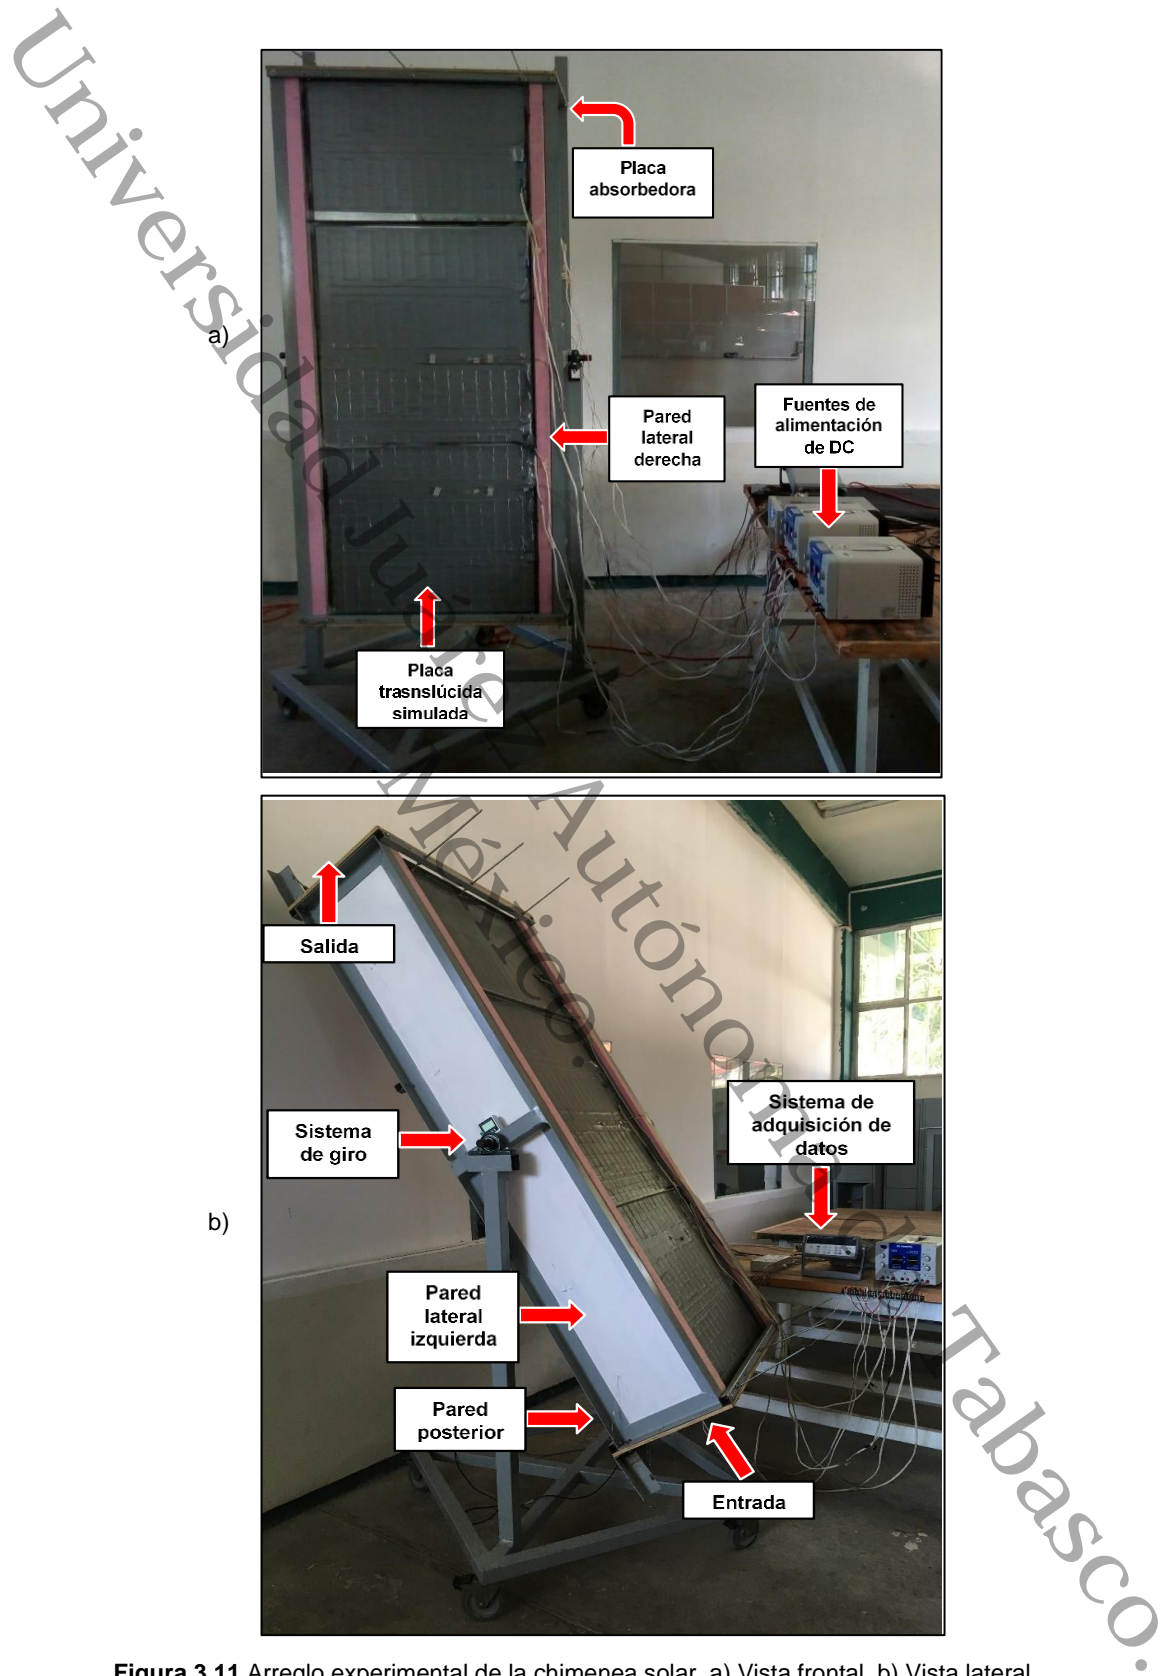 Universidad Juárez Autónoma de Tabasco.
México.
a)
Placa
absorbedora
Pared
lateral
derecha
Fuentes de
alimentación
de DC
Placa
trasnslúcida
simulada
b)
Salida
Sistema
de giro
Sistema de
adquisición de
datos
Pared
lateral
izquierda
Pared
posterior
Entrada
Figura 3.11 Arreglo experimental de la chimenea solar. a) Vista frontal, b) Vista lateral